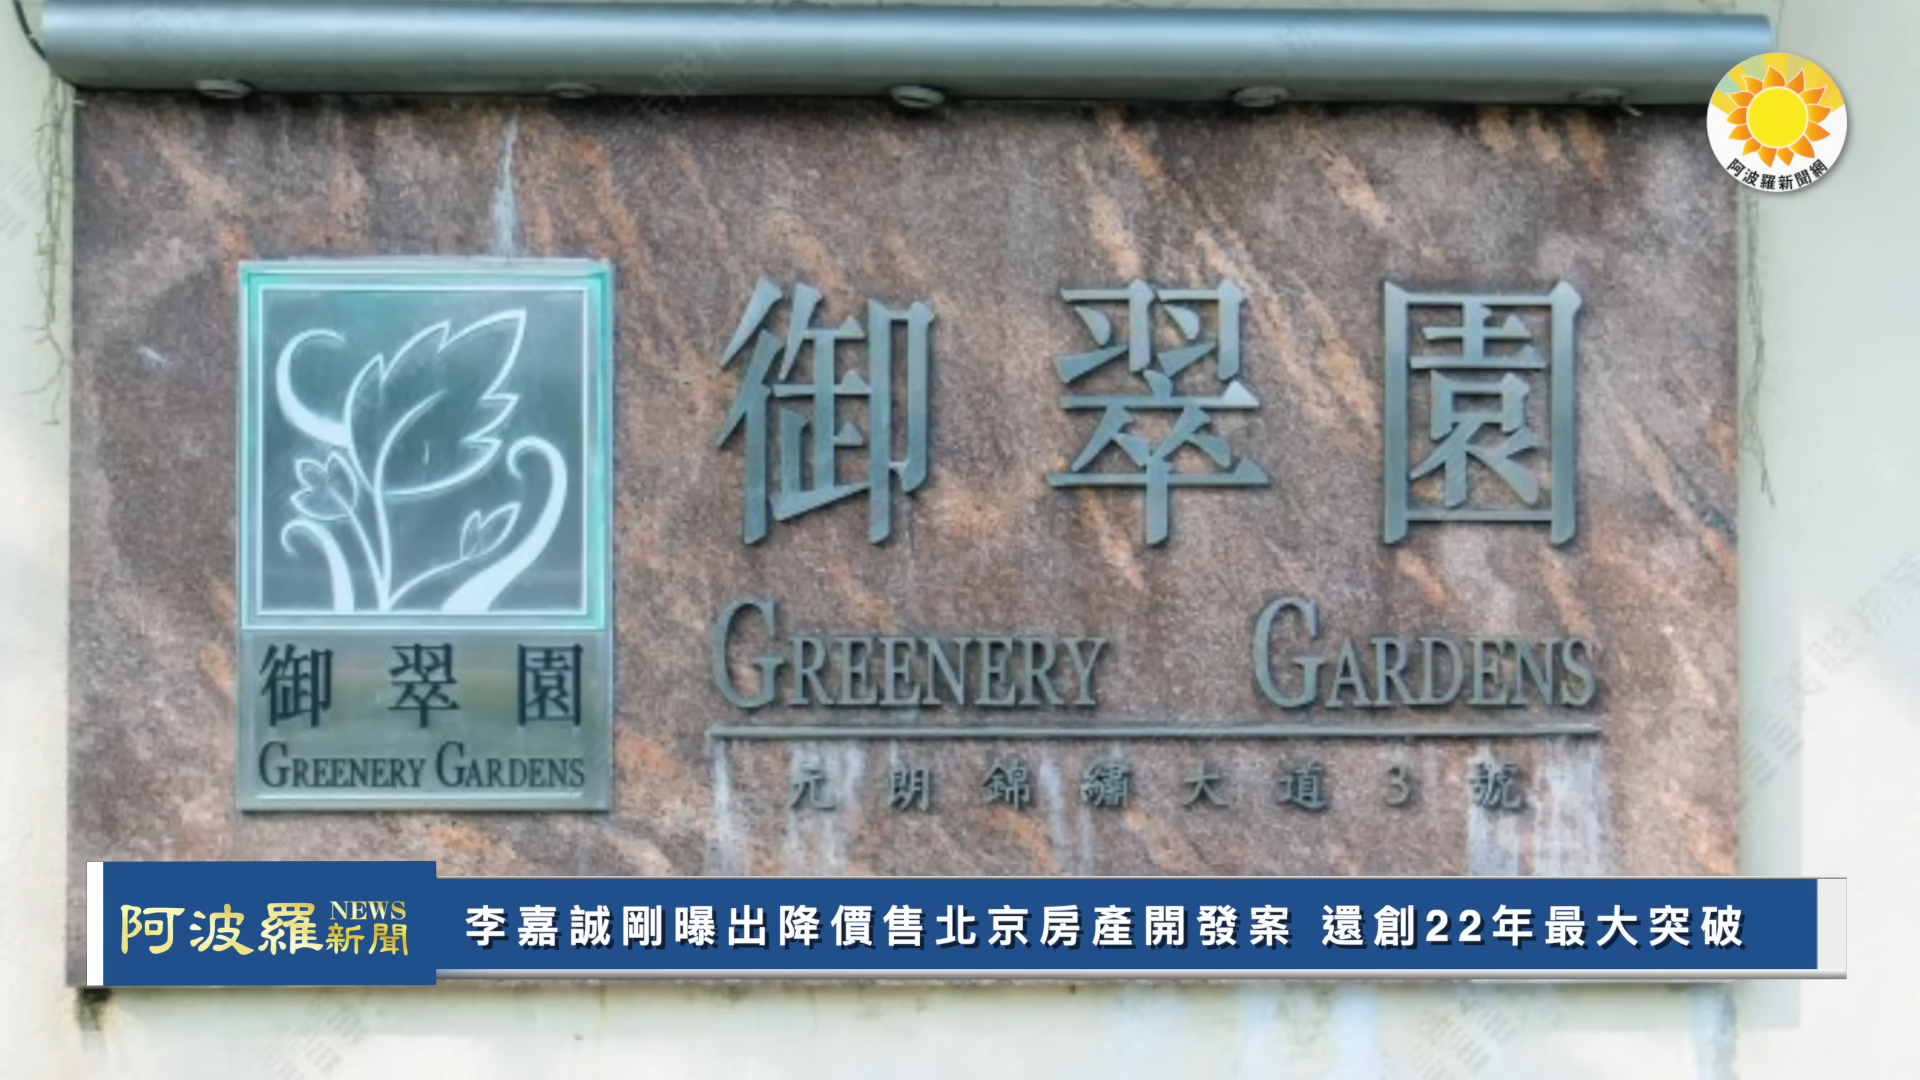 阿波羅新聞網
御翠園
GREENERY GARDENS
元朗錦繡大道3號
御翠園
GREENERY GARDENS
阿波羅新聞 NEWS
李嘉誠剛曝出降價售北京房產開發案 還創22年最大突破